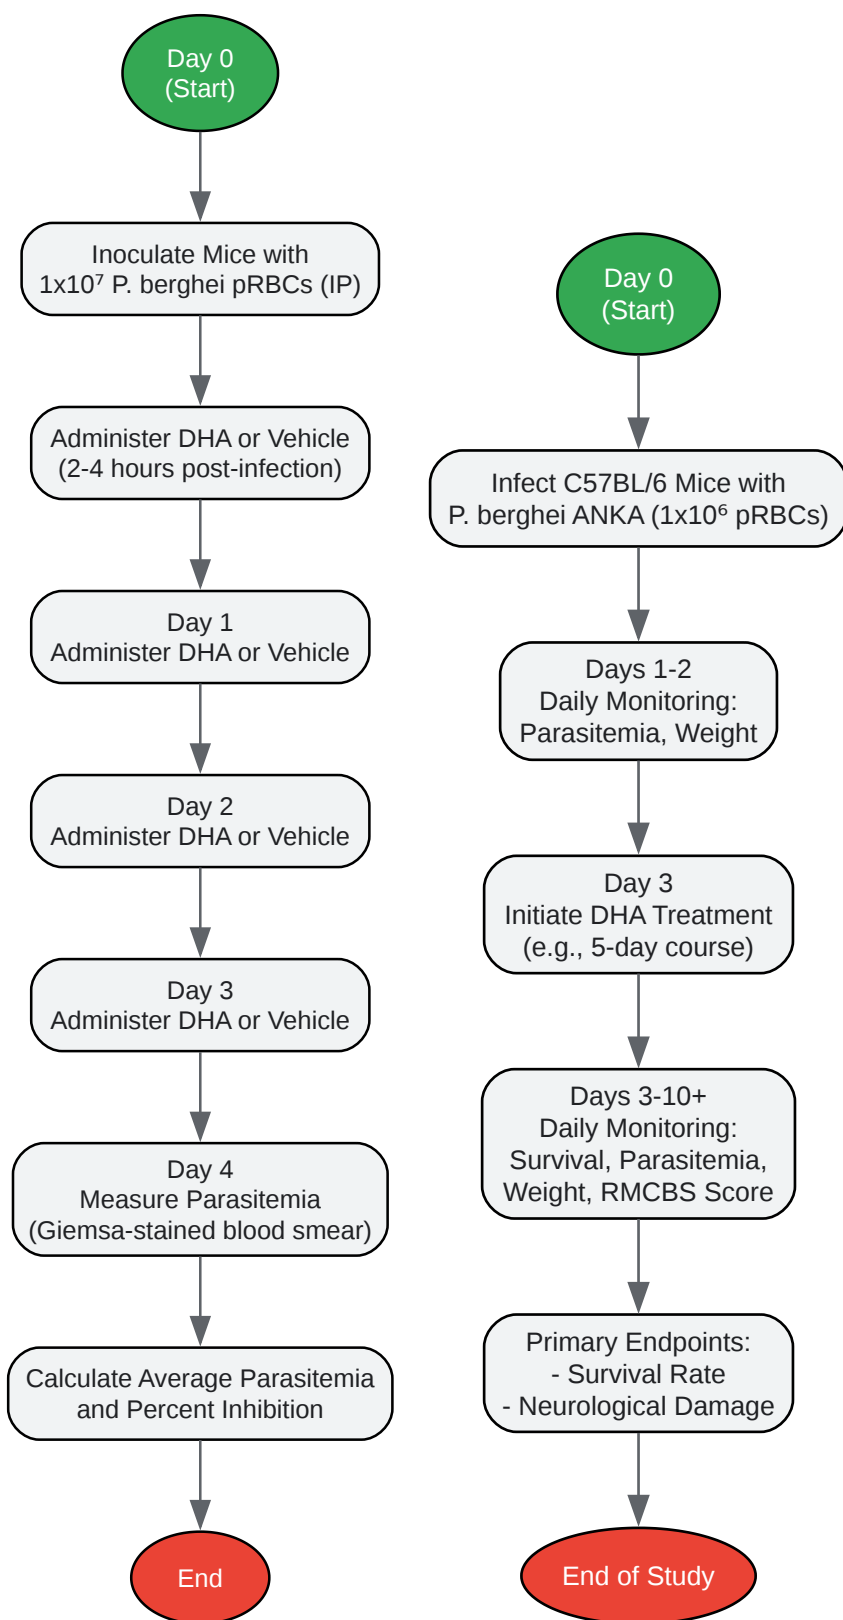 Day 0
(Start)
Inoculate Mice with
1x10⁷ P. berghei pRBCs (IP)
Administer DHA or Vehicle
(2-4 hours post-infection)
Day 1
Administer DHA or Vehicle
Day 2
Administer DHA or Vehicle
Day 3
Administer DHA or Vehicle
Day 4
Measure Parasitemia
(Giemsa-stained blood smear)
Calculate Average Parasitemia
and Percent Inhibition
End
Day 0
(Start)
Infect C57BL/6 Mice with
P. berghei ANKA (1x10⁶ pRBCs)
Days 1-2
Daily Monitoring:
Parasitemia, Weight
Day 3
Initiate DHA Treatment
(e.g., 5-day course)
Days 3-10+
Daily Monitoring:
Survival, Parasitemia,
Weight, RMCBS Score
Primary Endpoints:
- Survival Rate
- Neurological Damage
End of Study